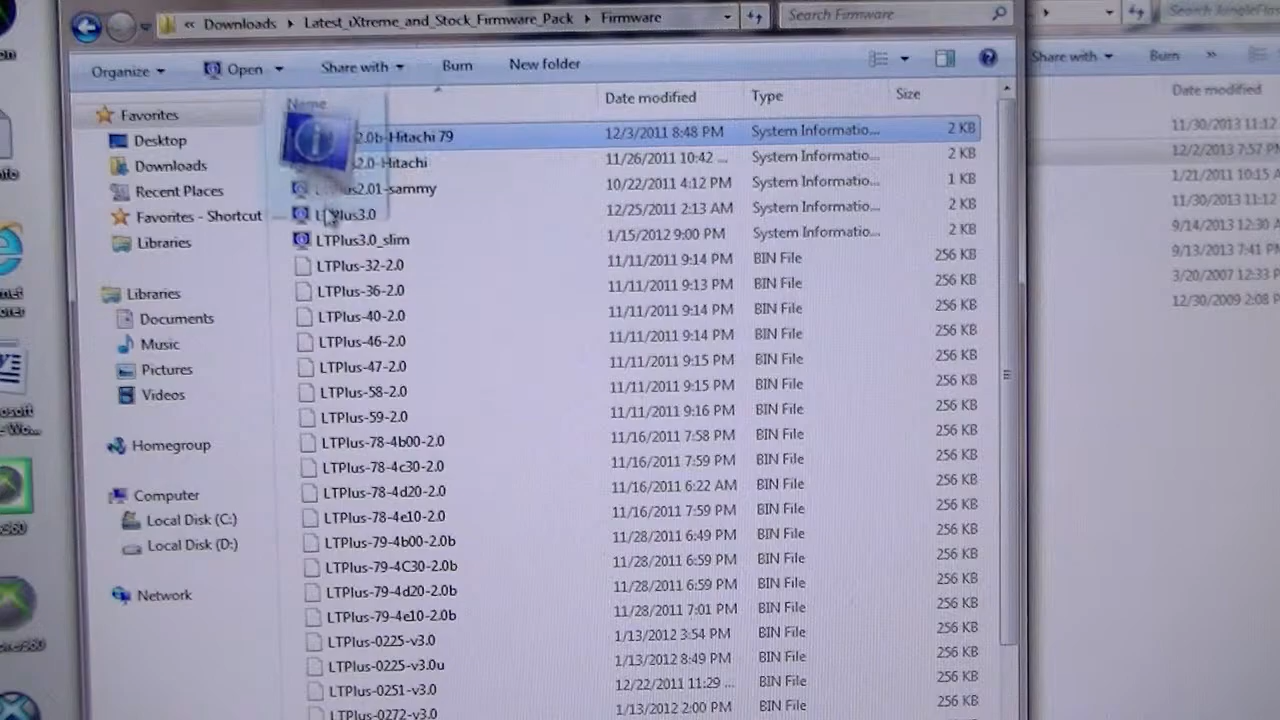 « Downloads Latest_iXtreme_and_Stock_Firmware_Pack Firmware
Search Firmware
Organize Open Share with Burn New folder
Share with Burn »
Name Date modified Type Size
Date modified
Favorites
Desktop
Downloads
Recent Places
Favorites - Shortcut
Libraries
Libraries
Documents
Music
Pictures
Videos
Homegroup
Computer
Local Disk (C:)
Local Disk (D:)
Network
2.0b-Hitachi 79 12/3/2011 8:48 PM System Informatio... 2 KB
2.0-Hitachi 11/26/2011 10:42 ... System Informatio... 2 KB
2.01-sammy 10/22/2011 4:12 PM System Informatio... 1 KB
LTPlus3.0 12/25/2011 2:13 AM System Informatio... 2 KB
LTPlus3.0_slim 1/15/2012 9:00 PM System Informatio... 2 KB
LTPlus-32-2.0 11/11/2011 9:14 PM BIN File 256 KB
LTPlus-36-2.0 11/11/2011 9:13 PM BIN File 256 KB
LTPlus-40-2.0 11/11/2011 9:14 PM BIN File 256 KB
LTPlus-46-2.0 11/11/2011 9:14 PM BIN File 256 KB
LTPlus-47-2.0 11/11/2011 9:15 PM BIN File 256 KB
LTPlus-58-2.0 11/11/2011 9:15 PM BIN File 256 KB
LTPlus-59-2.0 11/11/2011 9:16 PM BIN File 256 KB
LTPlus-78-4b00-2.0 11/16/2011 7:58 PM BIN File 256 KB
LTPlus-78-4c30-2.0 11/16/2011 7:59 PM BIN File 256 KB
LTPlus-78-4d20-2.0 11/16/2011 6:22 AM BIN File 256 KB
LTPlus-78-4e10-2.0 11/16/2011 7:59 PM BIN File 256 KB
LTPlus-79-4b00-2.0b 11/28/2011 6:49 PM BIN File 256 KB
LTPlus-79-4C30-2.0b 11/28/2011 6:59 PM BIN File 256 KB
LTPlus-79-4d20-2.0b 11/28/2011 6:59 PM BIN File 256 KB
LTPlus-79-4e10-2.0b 11/28/2011 7:01 PM BIN File 256 KB
LTPlus-0225-v3.0 1/13/2012 3:54 PM BIN File 256 KB
LTPlus-0225-v3.0u 1/13/2012 8:49 PM BIN File 256 KB
LTPlus-0251-v3.0 12/22/2011 11:29 ... BIN File 256 KB
LTPlus-0272-v3.0 1/13/2012 2:00 PM BIN File 256 KB
11/30/2013 11:12
12/2/2013 7:57 PM
1/21/2011 10:15 A
11/30/2013 11:12
9/14/2013 12:30 A
9/13/2013 7:41 P
3/20/2007 12:33 P
12/30/2009 2:08 P